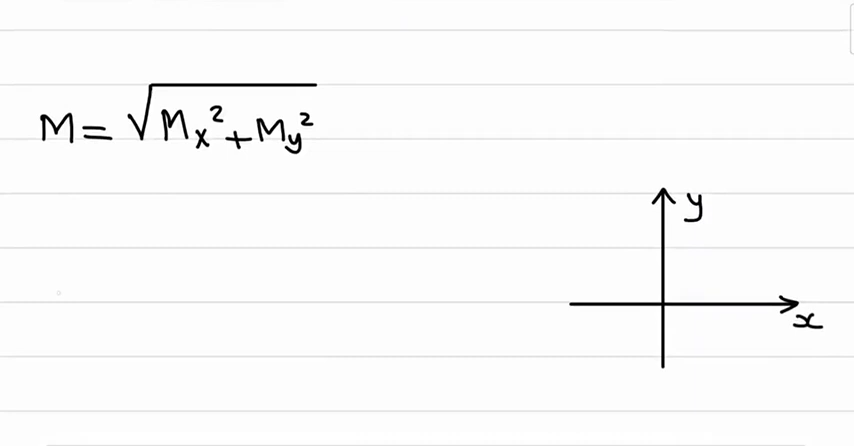 M = √(Mx² + My²)
y
x